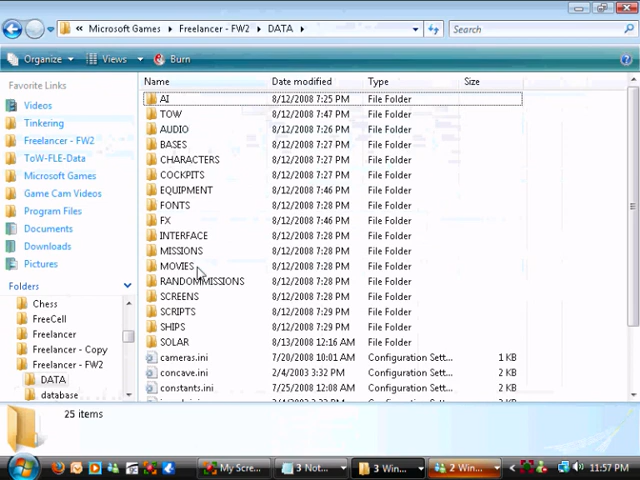 « Microsoft Games ▸ Freelancer - FW2 ▸ DATA ▸ Search
Organize Views Burn
Favorite Links
Videos
Tinkering
Freelancer - FW2
ToW-FLE-Data
Microsoft Games
Game Cam Videos
Program Files
Documents
Downloads
Pictures
Folders
Chess
FreeCell
Freelancer
Freelancer - Copy
Freelancer - FW2
DATA
database
Name Date modified Type Size
AI 8/12/2008 7:25 PM File Folder
TOW 8/12/2008 7:47 PM File Folder
AUDIO 8/12/2008 7:26 PM File Folder
BASES 8/12/2008 7:27 PM File Folder
CHARACTERS 8/12/2008 7:27 PM File Folder
COCKPITS 8/12/2008 7:27 PM File Folder
EQUIPMENT 8/12/2008 7:46 PM File Folder
FONTS 8/12/2008 7:28 PM File Folder
FX 8/12/2008 7:46 PM File Folder
INTERFACE 8/12/2008 7:28 PM File Folder
MISSIONS 8/12/2008 7:28 PM File Folder
MOVIES 8/12/2008 7:28 PM File Folder
RANDOMMISSIONS 8/12/2008 7:28 PM File Folder
SCREENS 8/12/2008 7:28 PM File Folder
SCRIPTS 8/12/2008 7:29 PM File Folder
SHIPS 8/12/2008 7:29 PM File Folder
SOLAR 8/13/2008 12:16 AM File Folder
cameras.ini 7/20/2008 10:01 AM Configuration Sett... 1 KB
concave.ini 2/4/2003 3:32 PM Configuration Sett... 2 KB
constants.ini 7/25/2008 12:08 AM Configuration Sett... 2 KB
25 items
My Scre... 3 Not... 3 Win... 2 Win... 11:57 PM